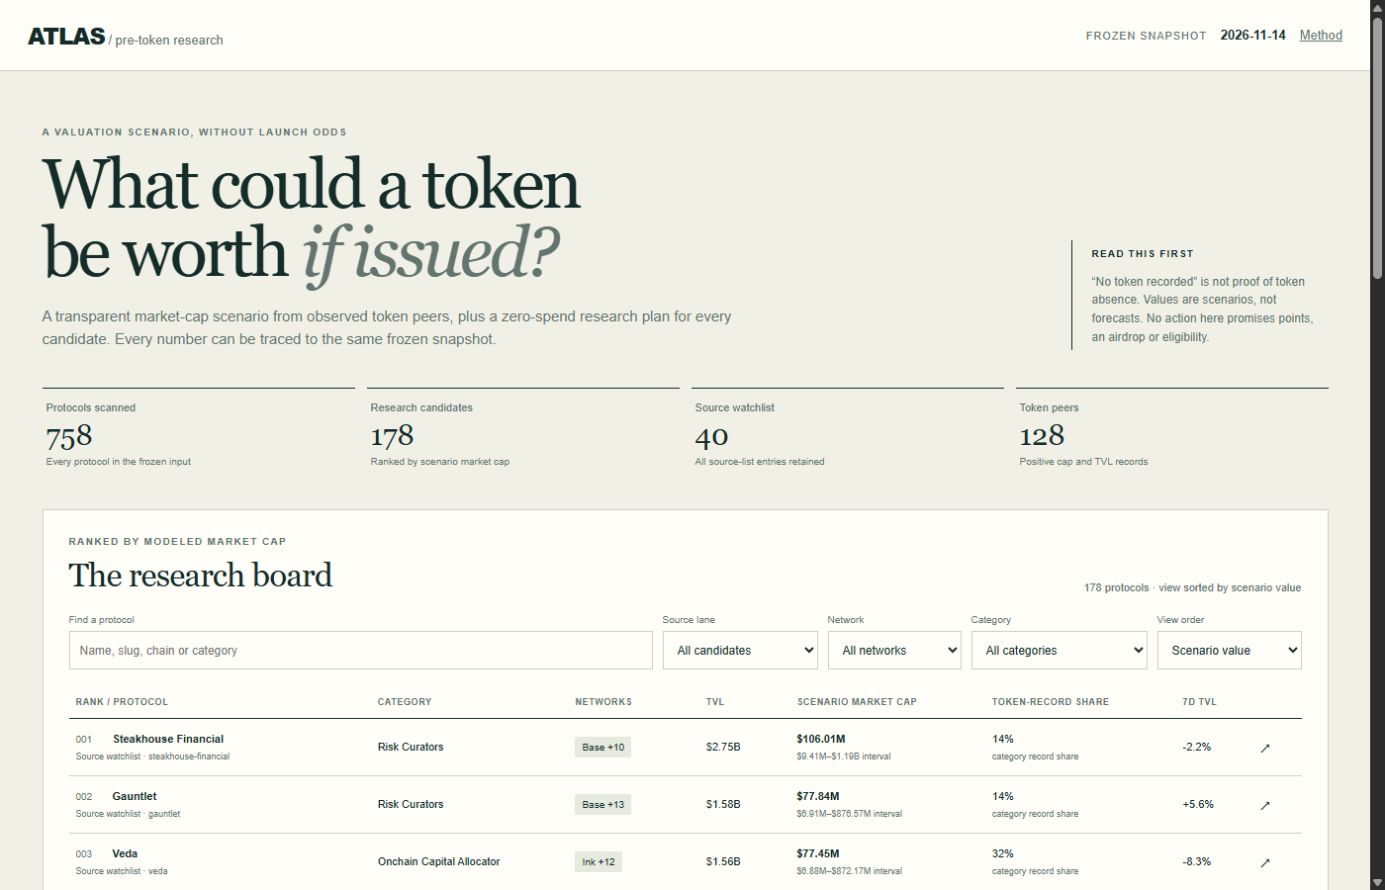 ATLAS / pre-token research
FROZEN SNAPSHOT 2026-11-14 Method
A VALUATION SCENARIO, WITHOUT LAUNCH ODDS
What could a token
be worth if issued?
A transparent market-cap scenario from observed token peers, plus a zero-spend research plan for every
candidate. Every number can be traced to the same frozen snapshot.
READ THIS FIRST
“No token recorded” is not proof of token
absence. Values are scenarios, not
forecasts. No action here promises points,
an airdrop or eligibility.
Protocols scanned
758
Every protocol in the frozen input
Research candidates
178
Ranked by scenario market cap
Source watchlist
40
All source-list entries retained
Token peers
128
Positive cap and TVL records
RANKED BY MODELED MARKET CAP
The research board
178 protocols · view sorted by scenario value
Find a protocol
Name, slug, chain or category
Source lane
All candidates
Network
All networks
Category
All categories
View order
Scenario value
RANK / PROTOCOL CATEGORY NETWORKS TVL SCENARIO MARKET CAP TOKEN-RECORD SHARE 7D TVL
001 Steakhouse Financial Risk Curators Base +10 $2.75B $106.01M 14% -2.2% ↗
Source watchlist · steakhouse-financial $9.41M–$1.19B interval category record share
002 Gauntlet Risk Curators Base +13 $1.58B $77.84M 14% +5.6% ↗
Source watchlist · gauntlet $6.91M–$876.57M interval category record share
003 Veda Onchain Capital Allocator Ink +12 $1.56B $77.45M 32% -8.3% ↗
Source watchlist · veda $6.88M–$872.17M interval category record share